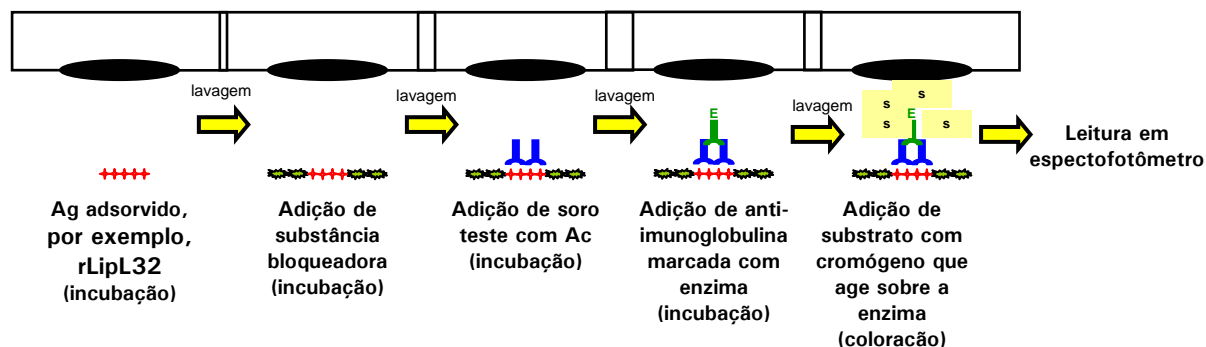 lavagem
lavagem
lavagem
lavagem
E
s
s
E
s
s
Leitura em
espectofotômetro
Ag adsorvido,
por exemplo,
rLipL32
(incubação)
Adição de
substância
bloqueadora
(incubação)
Adição de soro
teste com Ac
(incubação)
Adição de anti-
imunoglobulina
marcada com
enzima
(incubação)
Adição de
substrato com
cromógeno que
age sobre a
enzima
(coloração)